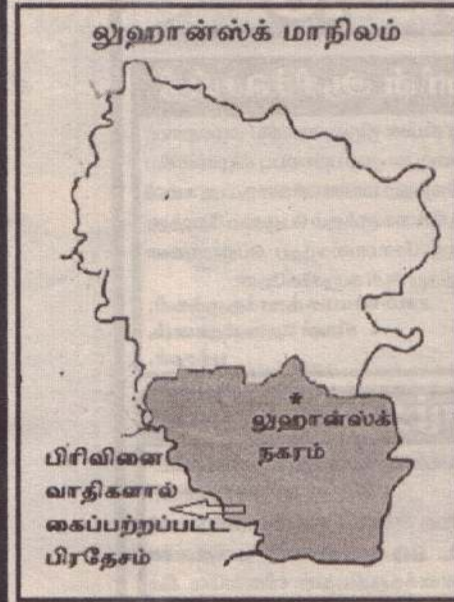 லுஹான்ஸ்க் மாநிலம்
*
லுஹான்ஸ்க்
நகரம்
பிரிவினை
வாதிகளால்
கைப்பற்றப்பட்ட
பிரதேசம்